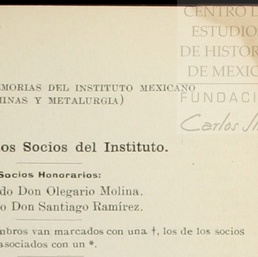 CENTRO D
ESTUDIO
DE HISTOR
DE MEXIC
FUNDACI
Carlos Sl
MORIAS DEL INSTITUTO MEXICANO
MINAS Y METALURGIA)
os Socios del Instituto.
Socios Honorarios:
do Don Olegario Molina.
o Don Santiago Ramírez.
mbros van marcados con una †, los de los socios
asociados con un *.